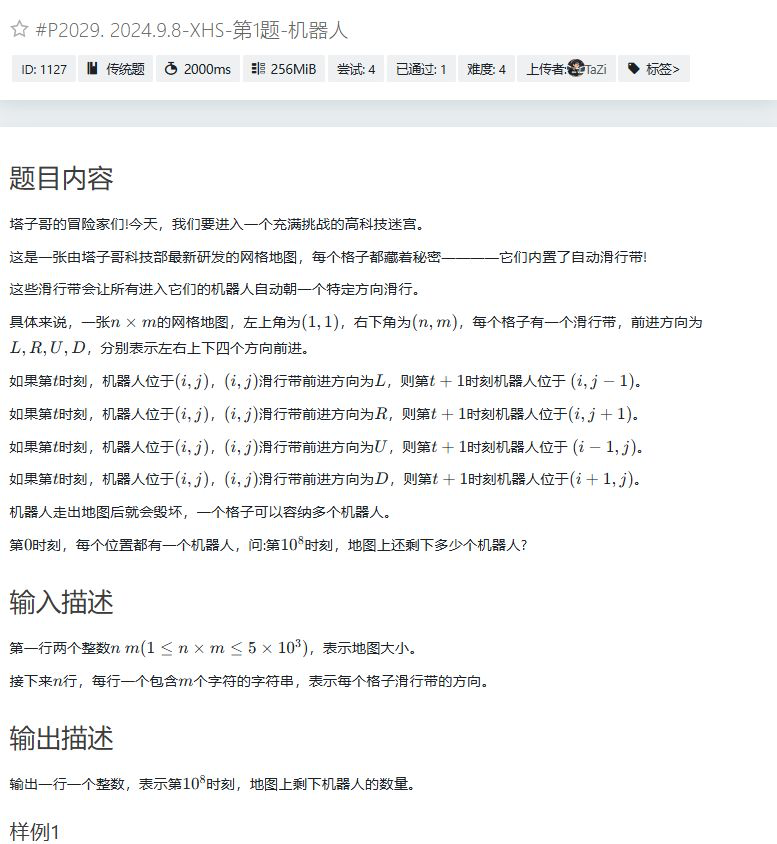 ☆ #P2029. 2024.9.8-XHS-第1题-机器人
ID: 1127 传统题 2000ms 256MiB 尝试: 4 已通过: 1 难度: 4 上传者: TaZi 标签>
题目内容
塔子哥的冒险家们!今天，我们要进入一个充满挑战的高科技迷宫。
这是一张由塔子哥科技部最新研发的网格地图，每个格子都藏着秘密————它们内置了自动滑行带!
这些滑行带会让所有进入它们的机器人自动朝一个特定方向滑行。
具体来说，一张n × m的网格地图，左上角为(1, 1)，右下角为(n, m)，每个格子有一个滑行带，前进方向为
L, R, U, D，分别表示左右上下四个方向前进。
如果第t时刻，机器人位于(i, j)，(i, j)滑行带前进方向为L，则第t + 1时刻机器人位于 (i, j − 1)。
如果第t时刻，机器人位于(i, j)，(i, j)滑行带前进方向为R，则第t + 1时刻机器人位于(i, j + 1)。
如果第t时刻，机器人位于(i, j)，(i, j)滑行带前进方向为U，则第t + 1时刻机器人位于 (i − 1, j)。
如果第t时刻，机器人位于(i, j)，(i, j)滑行带前进方向为D，则第t + 1时刻机器人位于(i + 1, j)。
机器人走出地图后就会毁坏，一个格子可以容纳多个机器人。
第0时刻，每个位置都有一个机器人，问:第10⁸时刻，地图上还剩下多少个机器人?
输入描述
第一行两个整数n m(1 ≤ n × m ≤ 5 × 10³)，表示地图大小。
接下来n行，每行一个包含m个字符的字符串，表示每个格子滑行带的方向。
输出描述
输出一行一个整数，表示第10⁸时刻，地图上剩下机器人的数量。
样例1